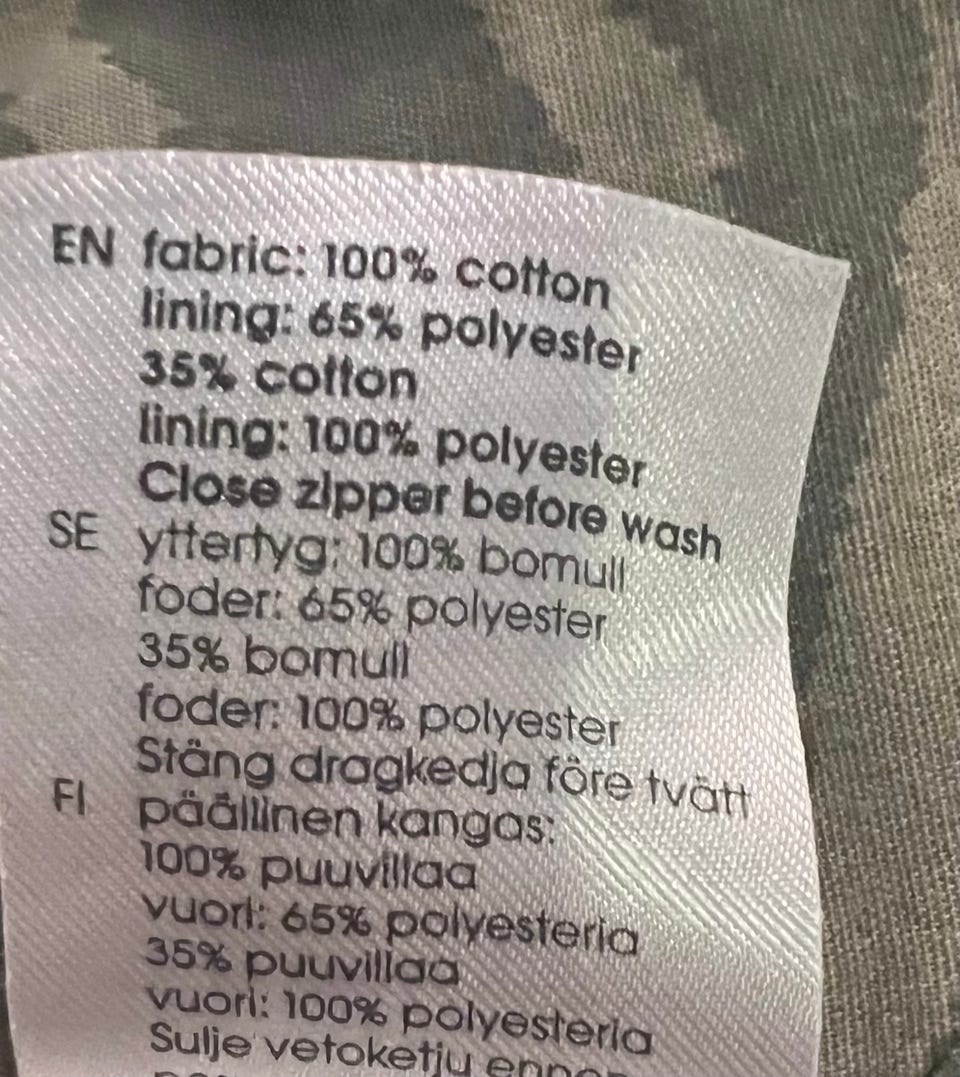 EN fabric: 100% cotton
lining: 65% polyester
35% cotton
lining: 100% polyester
Close zipper before wash
SE yttertyg: 100% bomull
foder: 65% polyester
35% bomull
foder: 100% polyester
Stäng dragkedja före tvätt
FI päällinen kangas:
100% puuvillaa
vuori: 65% polyesteria
35% puuvillaa
vuori: 100% polyesteria
Sulje vetoketju